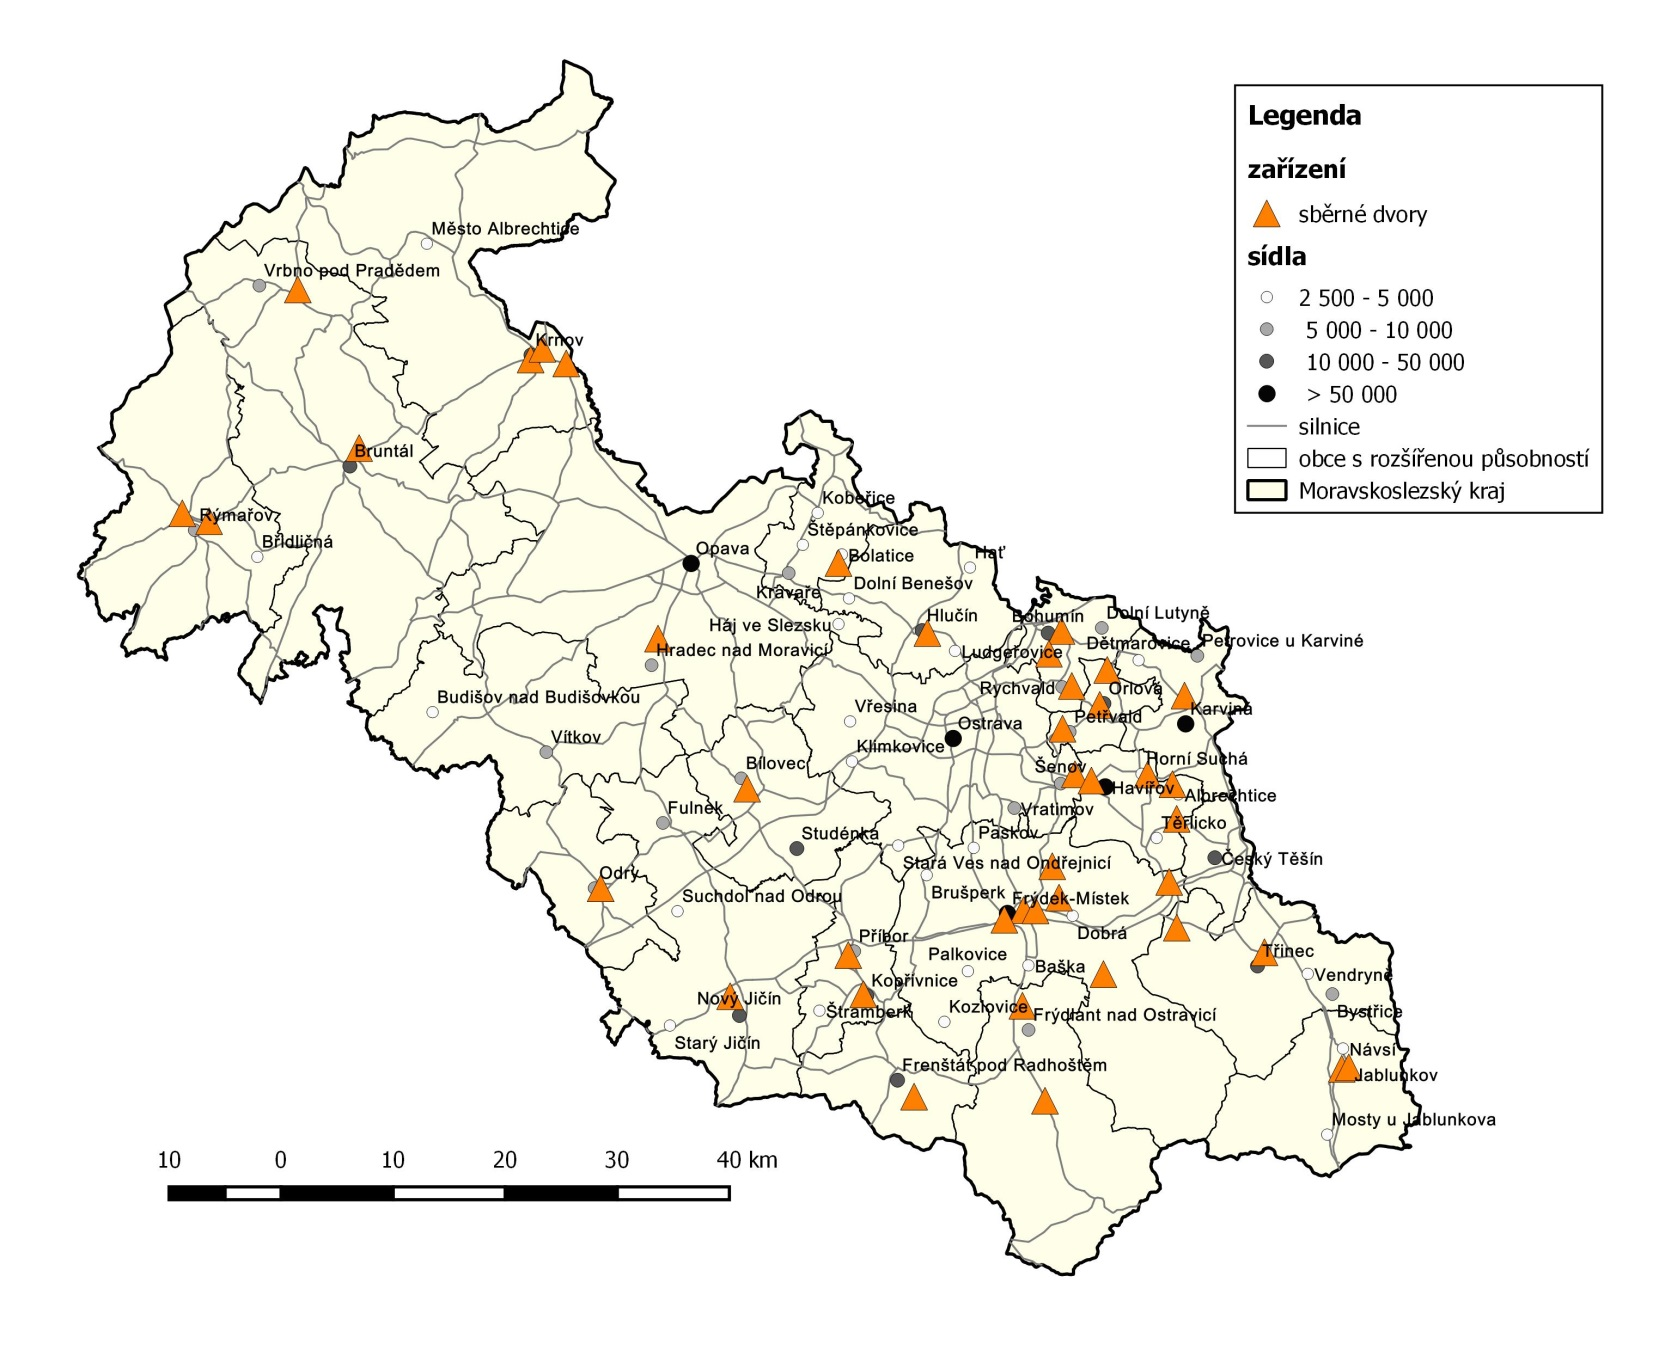 Legenda
zařízení
sběrné dvory
sídla
2 500 - 5 000
5 000 - 10 000
10 000 - 50 000
> 50 000
silnice
obce s rozšířenou působností
Moravskoslezský kraj
Město Albrechtice
Vrbno pod Pradědem
Krnov
Bruntál
Rýmařov
Břidličná
Kobeřice
Štěpánkovice
Opava
Bolatice
Hať
Kravaře
Dolní Benešov
Háj ve Slezsku
Hlučín
Bohumín
Dolní Lutyně
Dětmarovice
Petrovice u Karviné
Hradec nad Moravicí
Ludgeřovice
Rychvald
Orlová
Budišov nad Budišovkou
Vřesina
Karviná
Petřvald
Ostrava
Vítkov
Klimkovice
Bílovec
Šenov
Horní Suchá
Havířov
Albrechtice
Fulnek
Vratimov
Těrlicko
Studénka
Paskov
Stará Ves nad Ondřejnicí
Český Těšín
Odry
Suchdol nad Odrou
Brušperk
Frýdek-Místek
Dobrá
Příbor
Palkovice
Baška
Třinec
Vendryně
Kopřivnice
Nový Jičín
Štramberk
Kozlovice
Frýdlant nad Ostravicí
Bystřice
Starý Jičín
Návsí
Frenštát pod Radhoštěm
Jablunkov
Mosty u Jablunkova
10 0 10 20 30 40 km